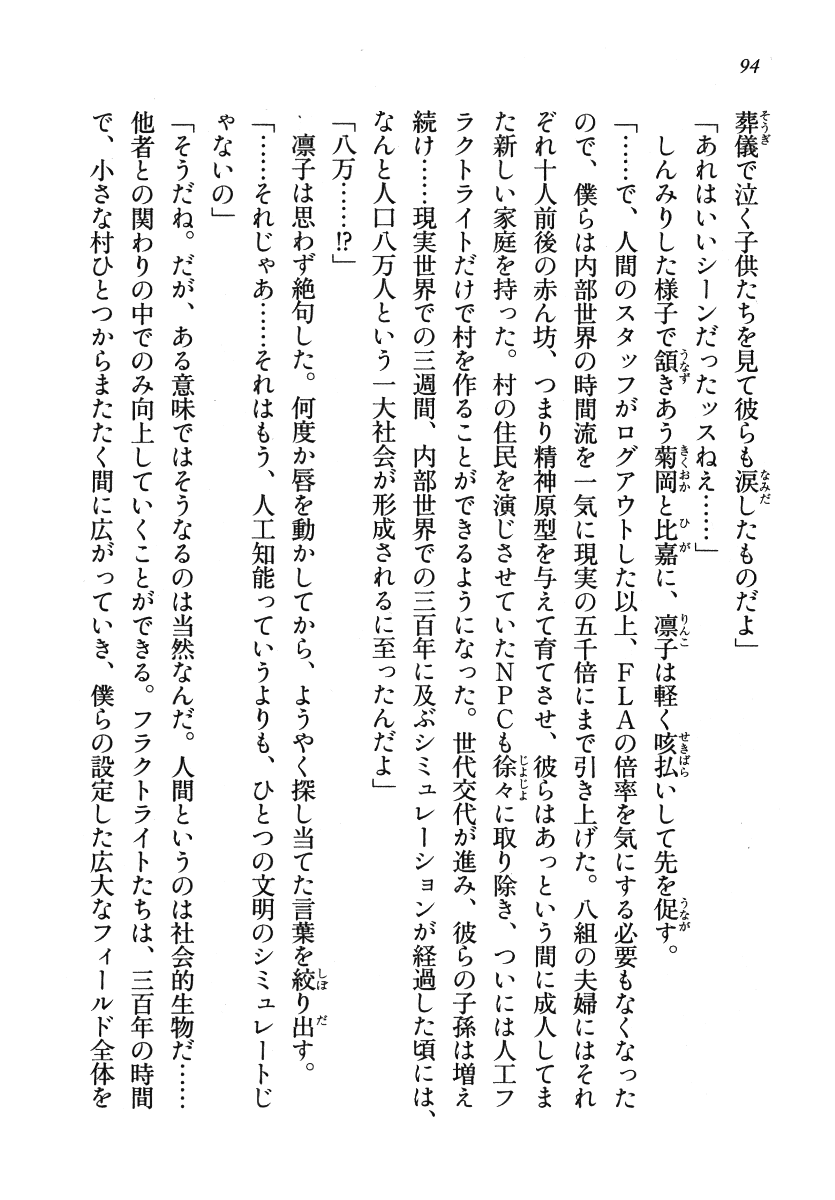 94
葬儀で泣く子供たちを見て彼らも涙したものだよ」
「あれはいいシーンだったッスねえ……」
しんみりした様子で頷きあう菊岡と比嘉に、凛子は軽く咳払いして先を促す。
「……で、人間のスタッフがログアウトした以上、ＦＬＡの倍率を気にする必要もなくなった
ので、僕らは内部世界の時間流を一気に現実の五千倍にまで引き上げた。八組の夫婦にはそれ
ぞれ十人前後の赤ん坊、つまり精神原型を与えて育てさせ、彼らはあっという間に成人してま
た新しい家庭を持った。村の住民を演じさせていたＮＰＣも徐々に取り除き、ついには人工フ
ラクトライトだけで村を作ることができるようになった。世代交代が進み、彼らの子孫は増え
続け……現実世界での三週間、内部世界での三百年に及ぶシミュレーションが経過した頃には、
なんと人口八万人という一大社会が形成されるに至ったんだよ」
「八万……!?」
凛子は思わず絶句した。何度か唇を動かしてから、ようやく探し当てた言葉を絞り出す。
「……それじゃあ……それはもう、人工知能っていうよりも、ひとつの文明のシミュレートじ
ゃないの」
「そうだね。だが、ある意味ではそうなるのは当然なんだ。人間というのは社会的生物だ……
他者との関わりの中でのみ向上していくことができる。フラクトライトたちは、三百年の時間
で、小さな村ひとつからまたたく間に広がっていき、僕らの設定した広大なフィールド全体を